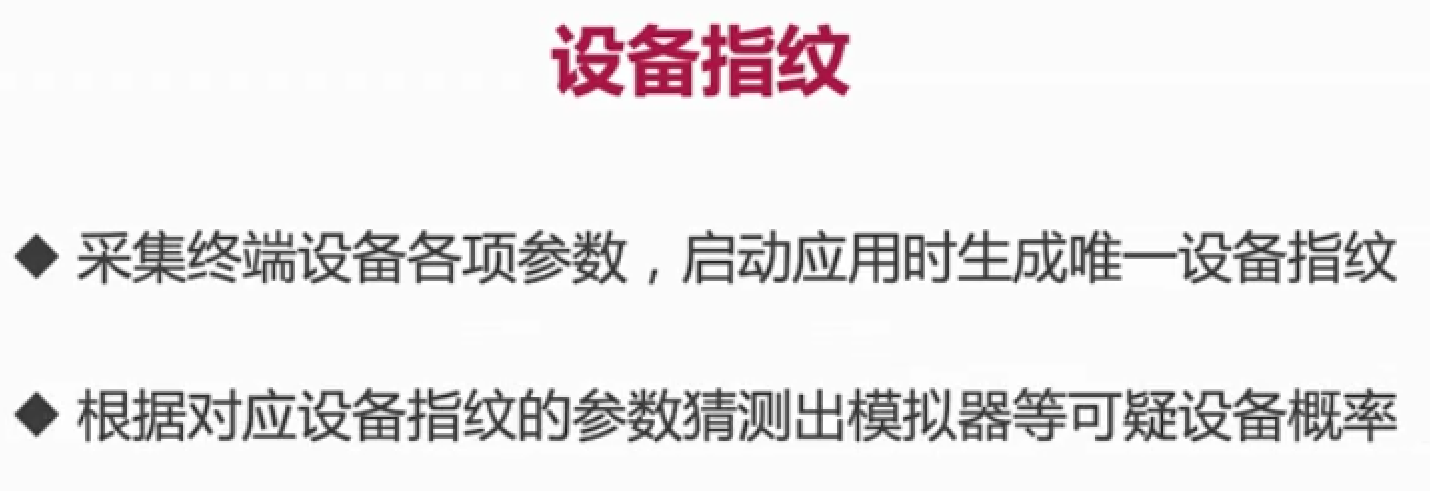 设备指纹
◆ 采集终端设备各项参数，启动应用时生成唯一设备指纹
◆ 根据对应设备指纹的参数猜测出模拟器等可疑设备概率